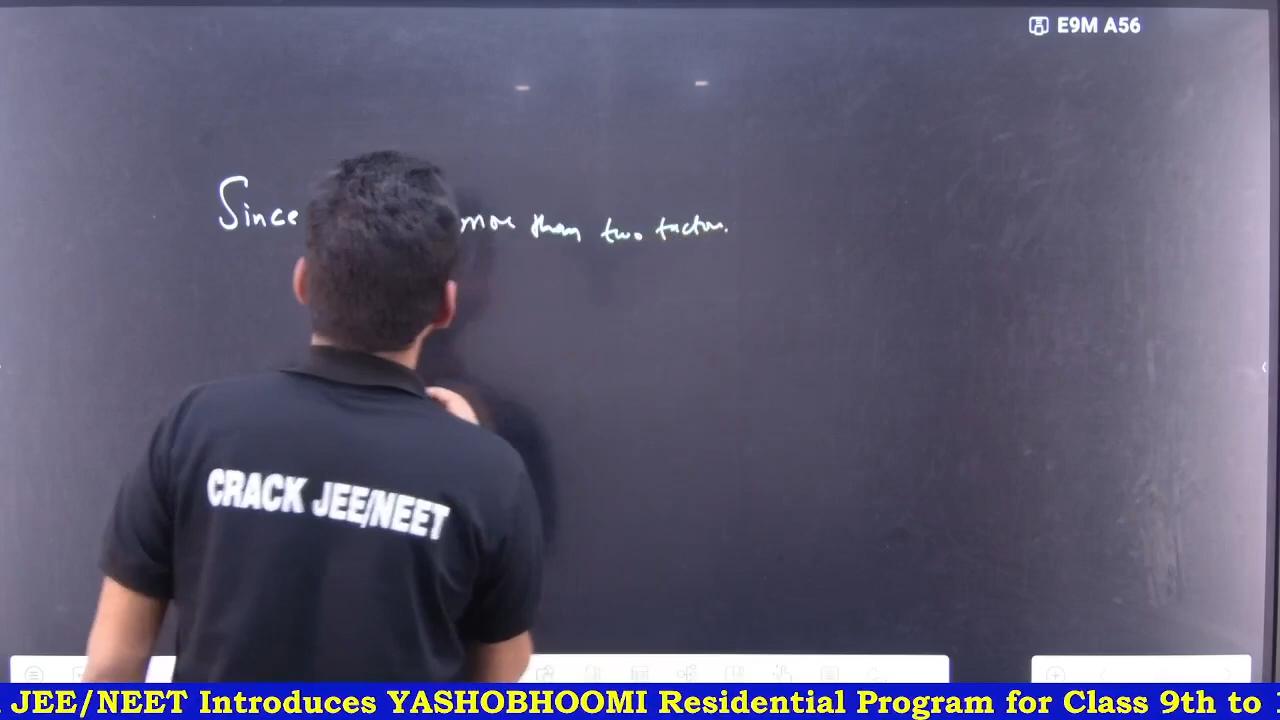 E9M A56
Since more than two factors.
CRACK JEE/NEET
JEE/NEET Introduces YASHOBHOOMI Residential Program for Class 9th to